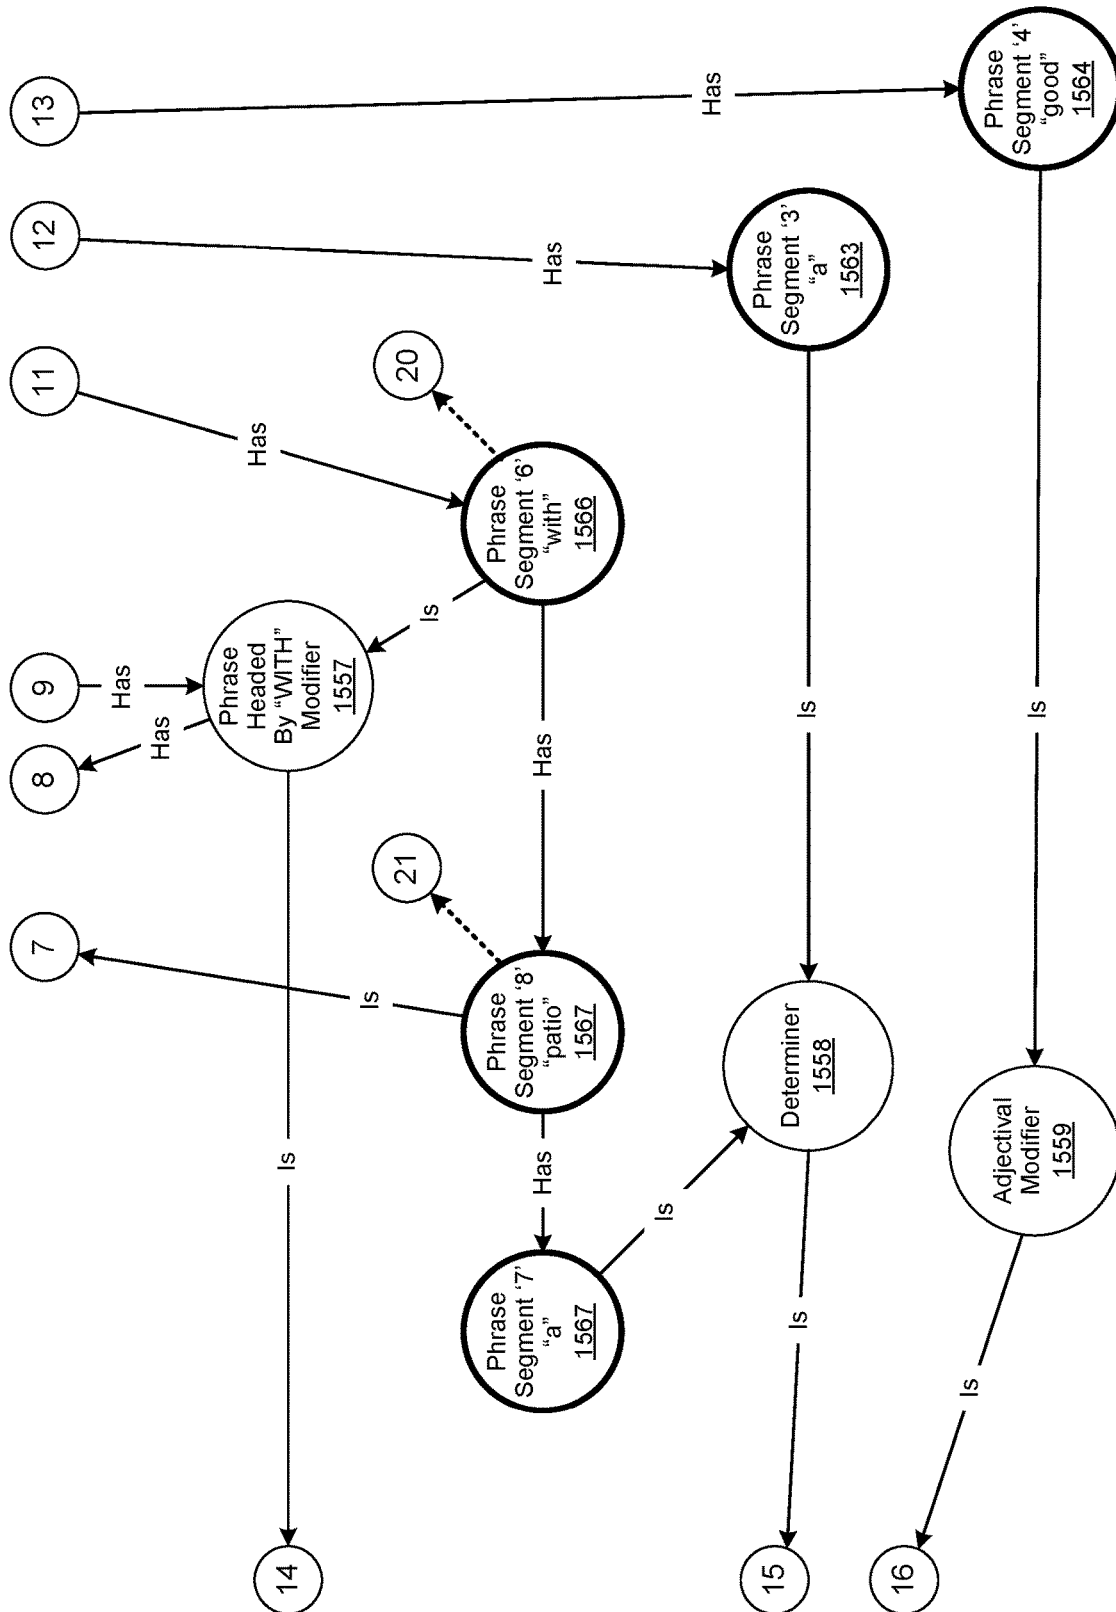 7
8
9
11
12
13
Has
Has
Has
Has
Has
Phrase
Headed
By “WITH”
Modifier
1557
Is
Is
Is
14
20
21
Phrase
Segment ‘7’
“a”
1567
Has
Phrase
Segment ‘8’
“patio”
1567
Has
Phrase
Segment ‘6’
“with”
1566
Is
Determiner
1558
Is
Phrase
Segment ‘3’
“a”
1563
Is
15
Adjectival
Modifier
1559
Is
Phrase
Segment ‘4’
“good”
1564
Is
16